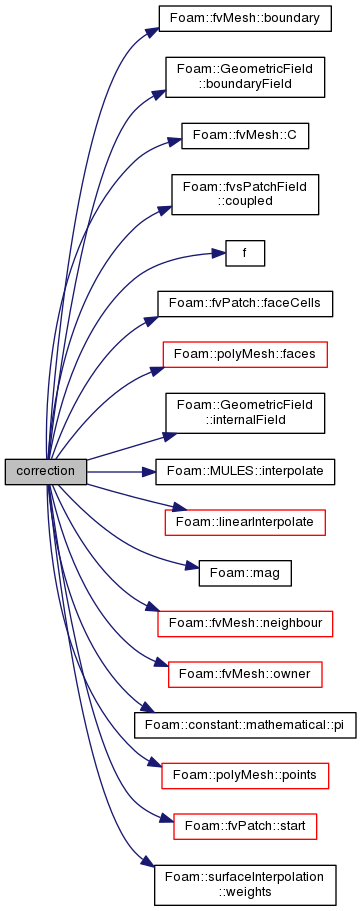 Foam::fvMesh::boundary
Foam::GeometricField
::boundaryField
Foam::fvMesh::C
Foam::fvsPatchField
::coupled
f
Foam::fvPatch::faceCells
Foam::polyMesh::faces
Foam::GeometricField
::internalField
correction
Foam::MULES::interpolate
Foam::linearInterpolate
Foam::mag
Foam::fvMesh::neighbour
Foam::fvMesh::owner
Foam::constant::mathematical::pi
Foam::polyMesh::points
Foam::fvPatch::start
Foam::surfaceInterpolation
::weights